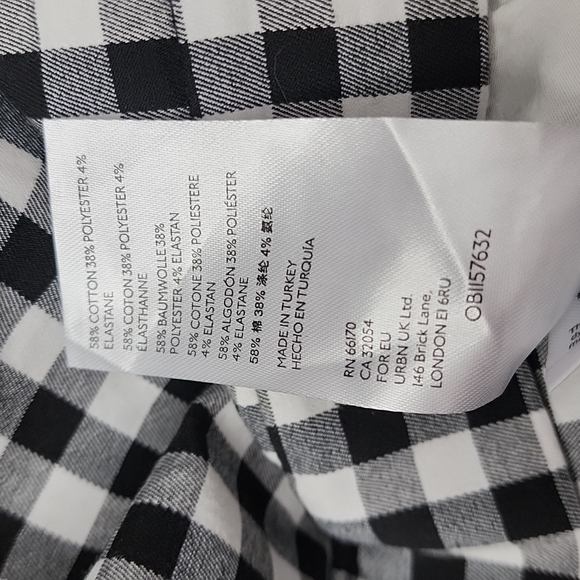 58% COTTON 38% POLYESTER 4%
ELASTANE
58% COTON 38% POLYESTER 4%
ÉLASTHANNE
58% BAUMWOLLE 38%
POLYESTER 4% ELASTAN
58% COTONE 38% POLIESTERE
4% ELASTAN
58% ALGODÓN 38% POLIÉSTER
4% ELASTANE
58% 棉 38% 涤纶 4% 氨纶
MADE IN TURKEY
HECHO EN TURQUÍA
RN 66170
CA 32054
FOR EU
URBN UK Ltd.
146 Brick Lane,
LONDON E1 6RU
OB1157632